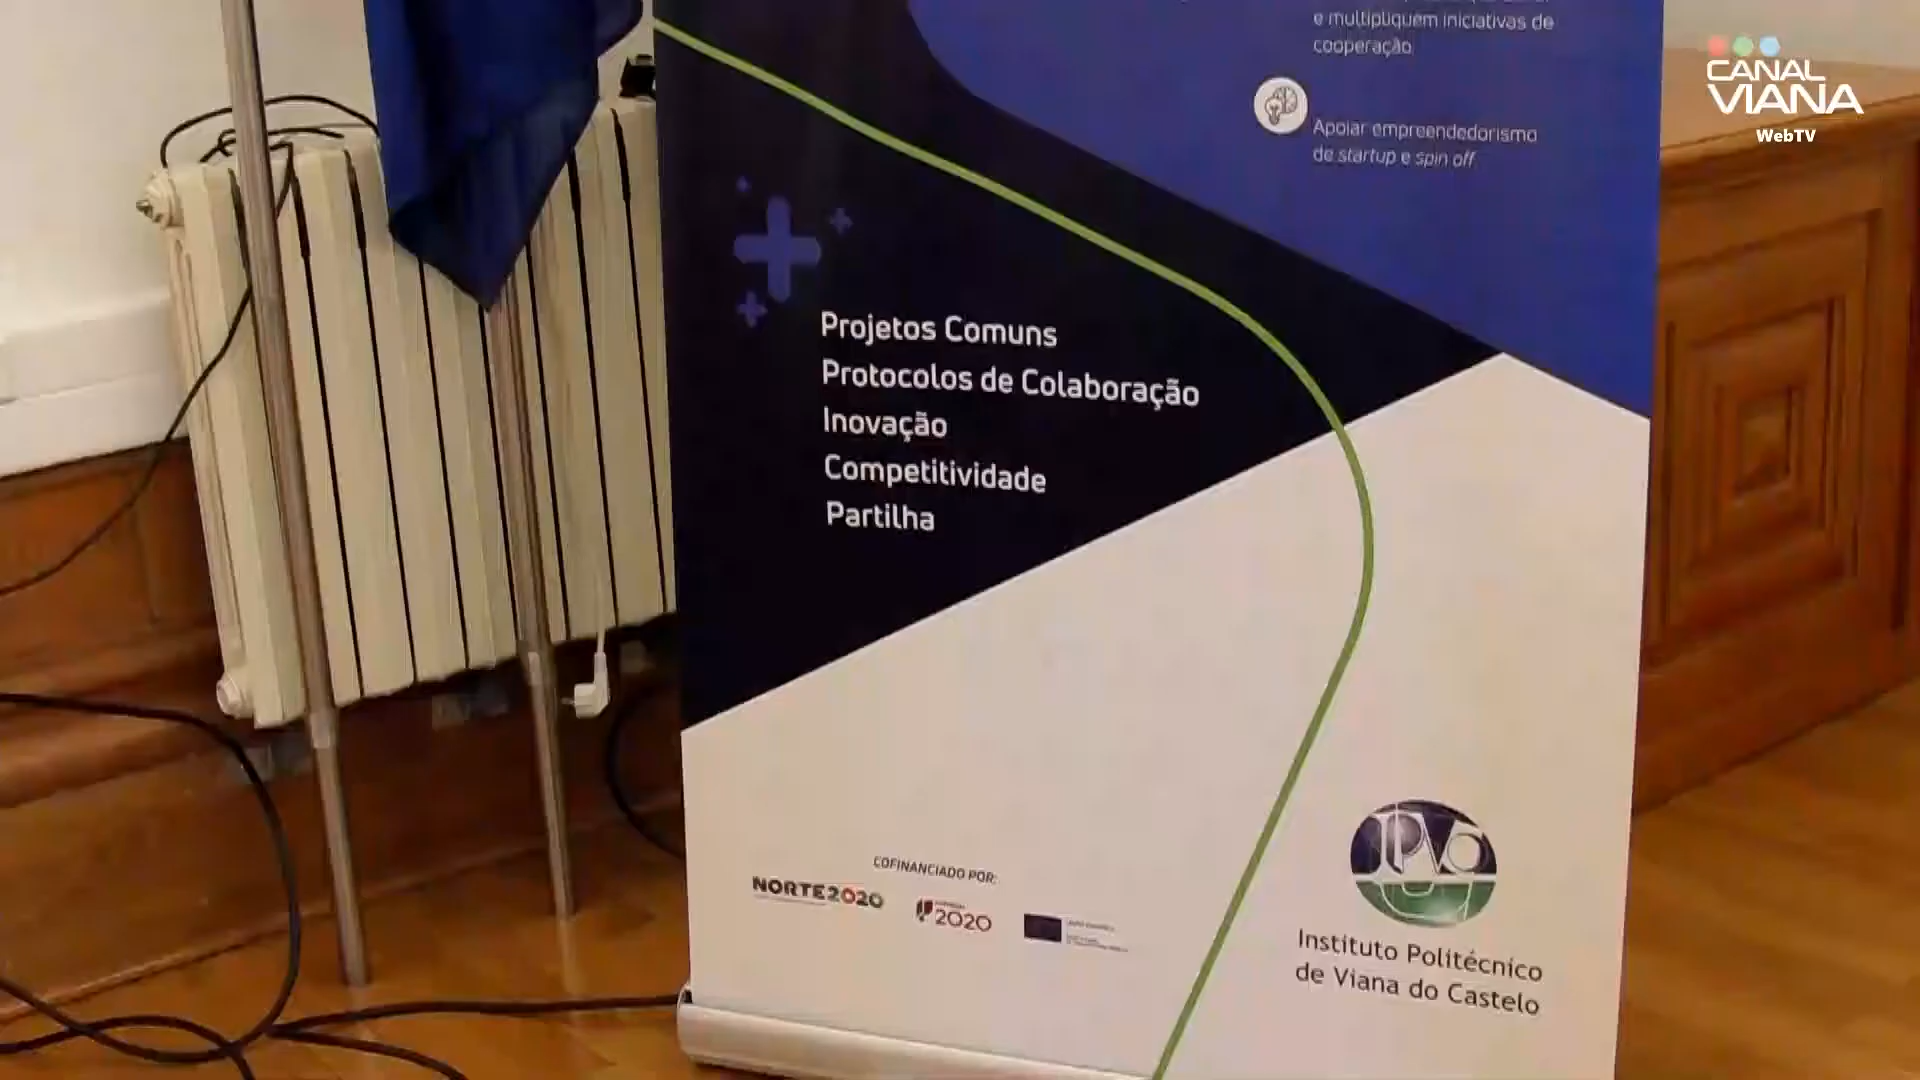 e multipliquem iniciativas de
cooperação
Apoiar empreendedorismo
de startup e spin off
CANAL
VIANA
WebTV
Projetos Comuns
Protocolos de Colaboração
Inovação
Competitividade
Partilha
COFINANCIADO POR:
NORTE2020
2020
IPVC
Instituto Politécnico
de Viana do Castelo